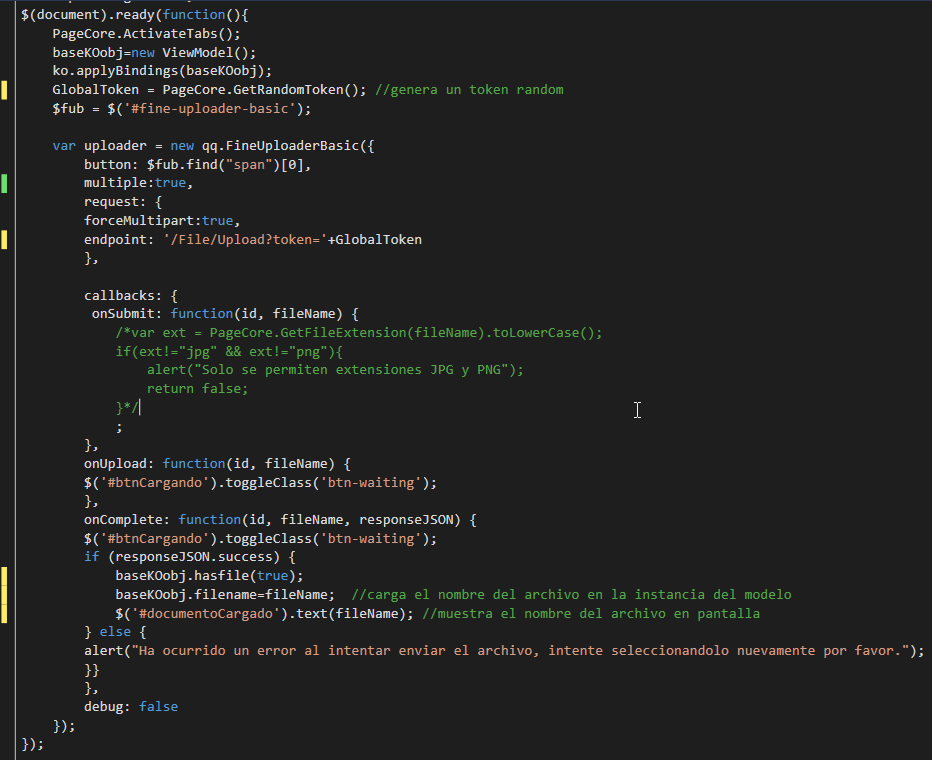 $(document).ready(function(){
    PageCore.ActivateTabs();
    baseKOobj=new ViewModel();
    ko.applyBindings(baseKOobj);
    GlobalToken = PageCore.GetRandomToken(); //genera un token random
    $fub = $('#fine-uploader-basic');

    var uploader = new qq.FineUploaderBasic({
        button: $fub.find("span")[0],
        multiple:true,
        request: {
        forceMultipart:true,
        endpoint: '/File/Upload?token='+GlobalToken
        },

        callbacks: {
         onSubmit: function(id, fileName) {
            /*var ext = PageCore.GetFileExtension(fileName).toLowerCase();
            if(ext!="jpg" && ext!="png"){
                alert("Solo se permiten extensiones JPG y PNG");
                return false;
            }*/
            ;
        },
        onUpload: function(id, fileName) {
        $('#btnCargando').toggleClass('btn-waiting');
        },
        onComplete: function(id, fileName, responseJSON) {
        $('#btnCargando').toggleClass('btn-waiting');
        if (responseJSON.success) {
            baseKOobj.hasfile(true);
            baseKOobj.filename=fileName;  //carga el nombre del archivo en la instancia del modelo
            $('#documentoCargado').text(fileName); //muestra el nombre del archivo en pantalla
        } else {
        alert("Ha ocurrido un error al intentar enviar el archivo, intente seleccionandolo nuevamente por favor.");
        }}
        },
        debug: false
    });
});